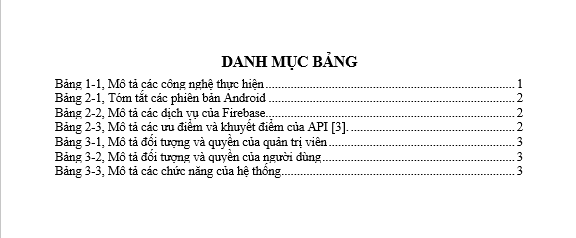 DANH MỤC BẢNG
Bảng 1-1, Mô tả các công nghệ thực hiện 1
Bảng 2-1, Tóm tắt các phiên bản Android 2
Bảng 2-2, Mô tả các dịch vụ của Firebase 2
Bảng 2-3, Mô tả các ưu điểm và khuyết điểm của API [3]. 2
Bảng 3-1, Mô tả đối tượng và quyền của quản trị viên 3
Bảng 3-2, Mô tả đối tượng và quyền của người dùng 3
Bảng 3-3, Mô tả các chức năng của hệ thống 3